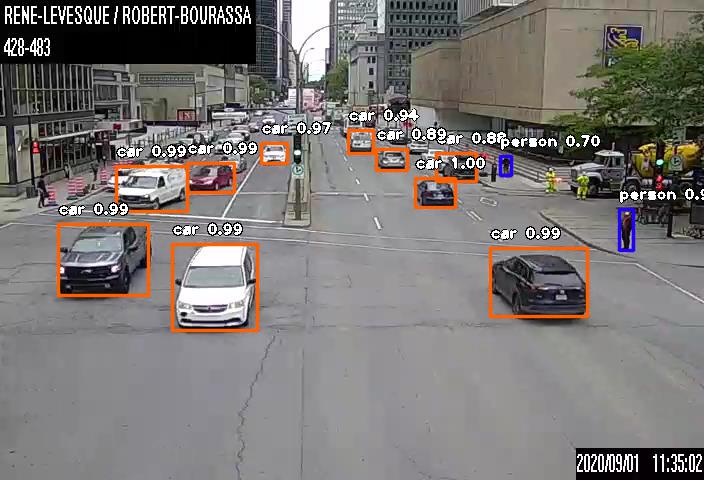 RENE-LEVESQUE / ROBERT-BOURASSA
428-483
car 0.94
car 0.97
car 0.89
car 0.88
person 0.70
car 0.99
car 0.99
car 1.00
person 0.9
car 0.99
car 0.99
car 0.99
2020/09/01 11:35:02